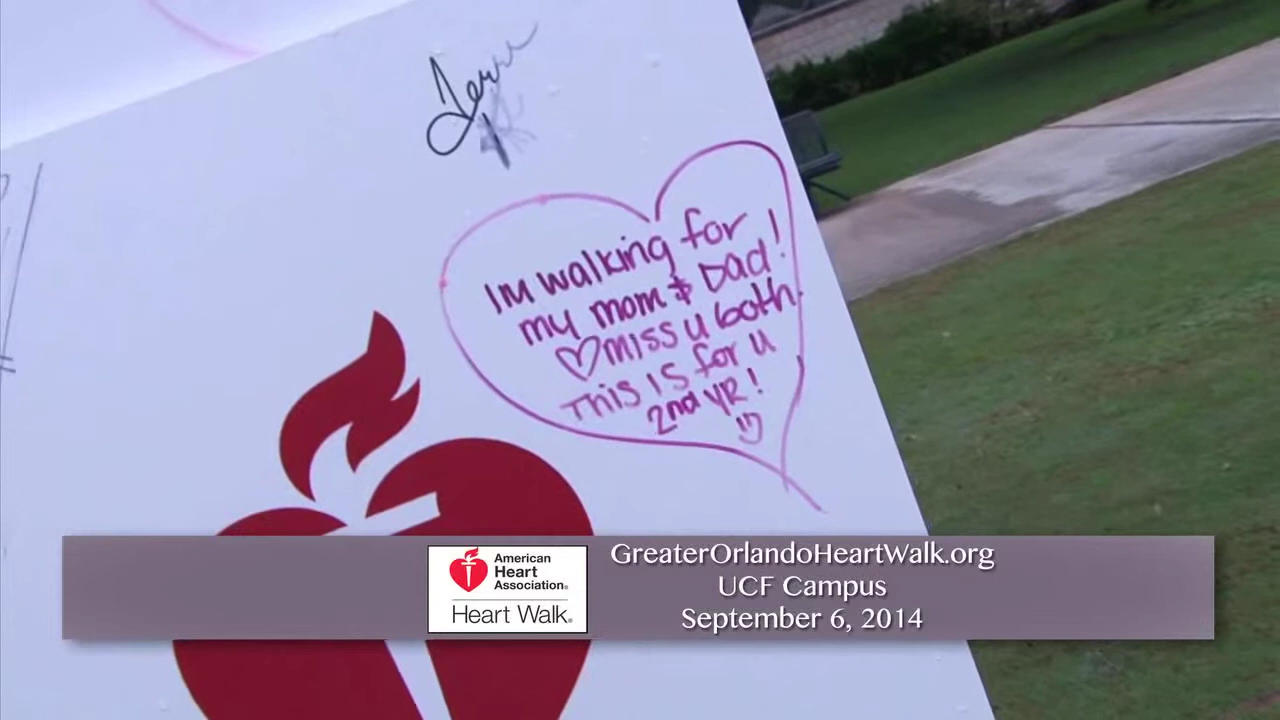 Im walking for
my mom & Dad!
♡ miss u both
This is for u
2nd YR!
American
Heart
Association®
Heart Walk®
GreaterOrlandoHeartWalk.org
UCF Campus
September 6, 2014